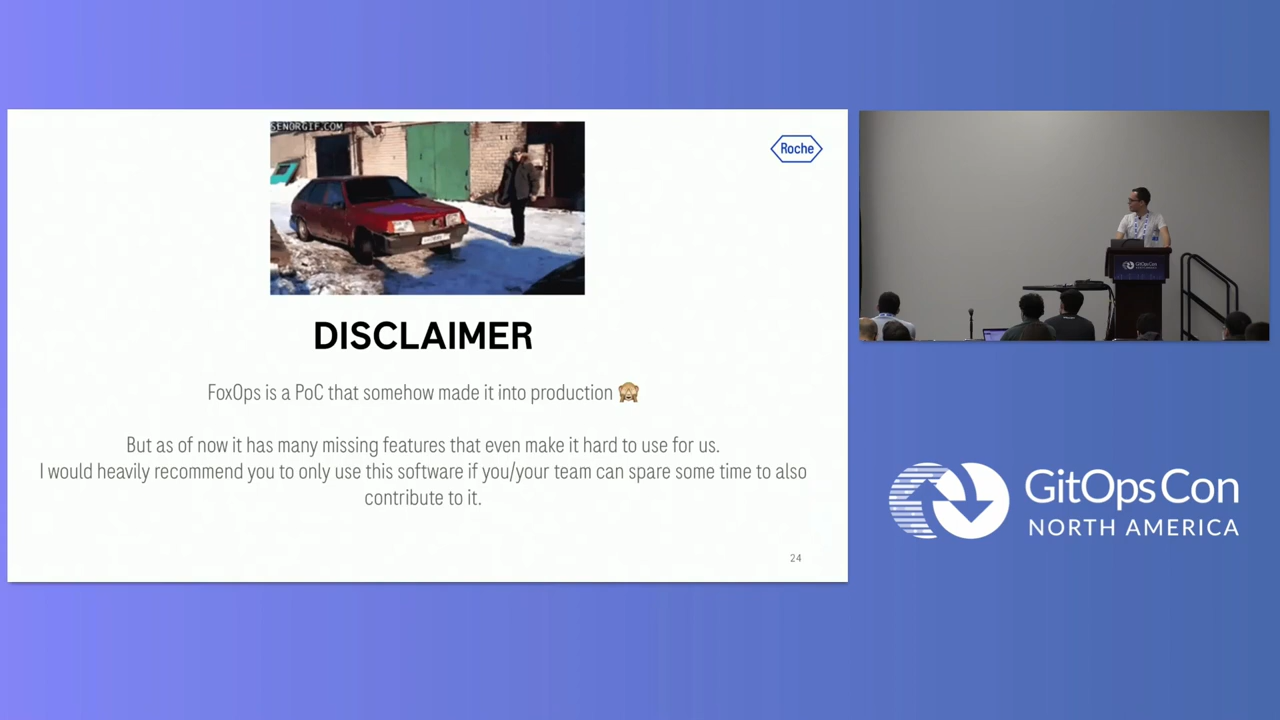 SENORGIF.COM
Roche
DISCLAIMER
FoxOps is a PoC that somehow made it into production 🙈
But as of now it has many missing features that even make it hard to use for us.
I would heavily recommend you to only use this software if you/your team can spare some time to also
contribute to it.
24
GitOpsCon
GitOpsCon
NORTH AMERICA